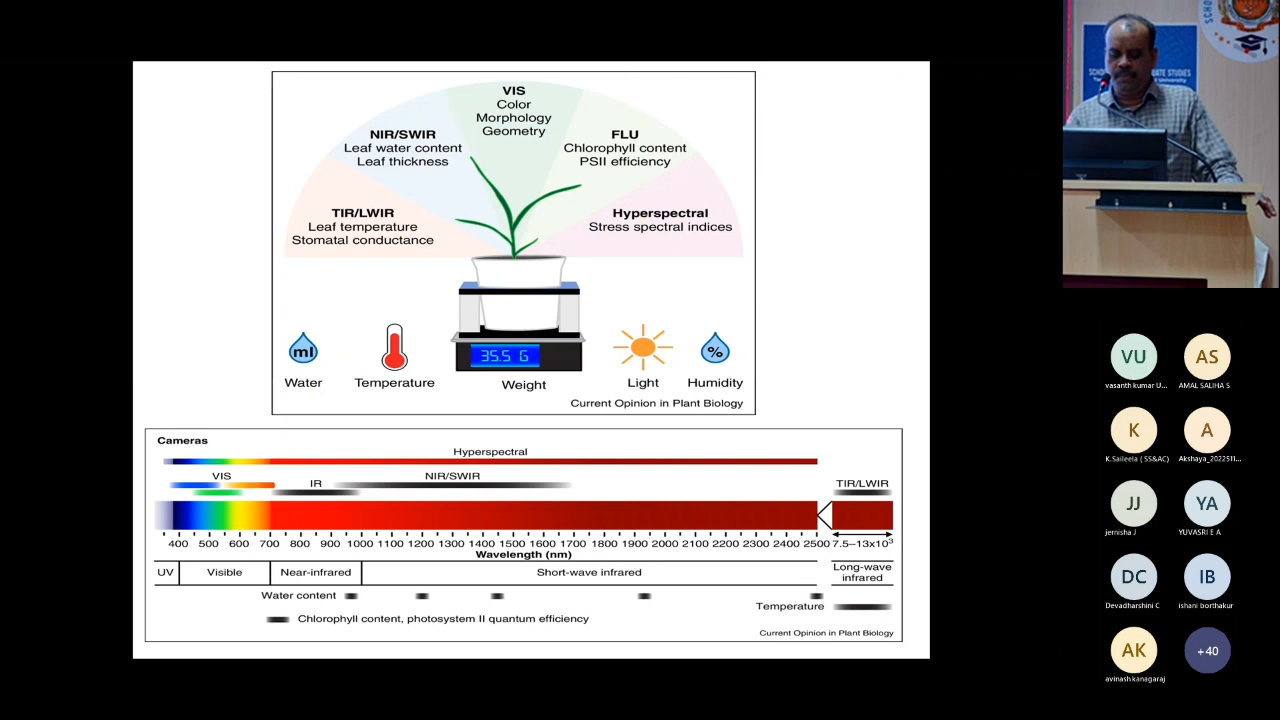 VIS
Color
Morphology
Geometry
NIR/SWIR
Leaf water content
Leaf thickness
FLU
Chlorophyll content
PSII efficiency
TIR/LWIR
Leaf temperature
Stomatal conductance
Hyperspectral
Stress spectral indices
ml
35.5 G
%
Water
Temperature
Weight
Light
Humidity
Current Opinion in Plant Biology
Cameras
Hyperspectral
VIS
IR
NIR/SWIR
TIR/LWIR
400 500 600 700 800 900 1000 1100 1200 1300 1400 1500 1600 1700 1800 1900 2000 2100 2200 2300 2400 2500 7.5–13x10³
Wavelength (nm)
UV
Visible
Near-infrared
Short-wave infrared
Long-wave
infrared
Water content
Temperature
Chlorophyll content, photosystem II quantum efficiency
Current Opinion in Plant Biology
VU
AS
vasanth kumar U...
AMAL SALIHA S
K
A
K.Saileela ( SS&AC)
Akshaya_2022511...
JJ
YA
jernisha J
YUVASRI E A
DC
IB
Devadharshini C
ishani borthakur
AK
+40
avinash kanagaraj